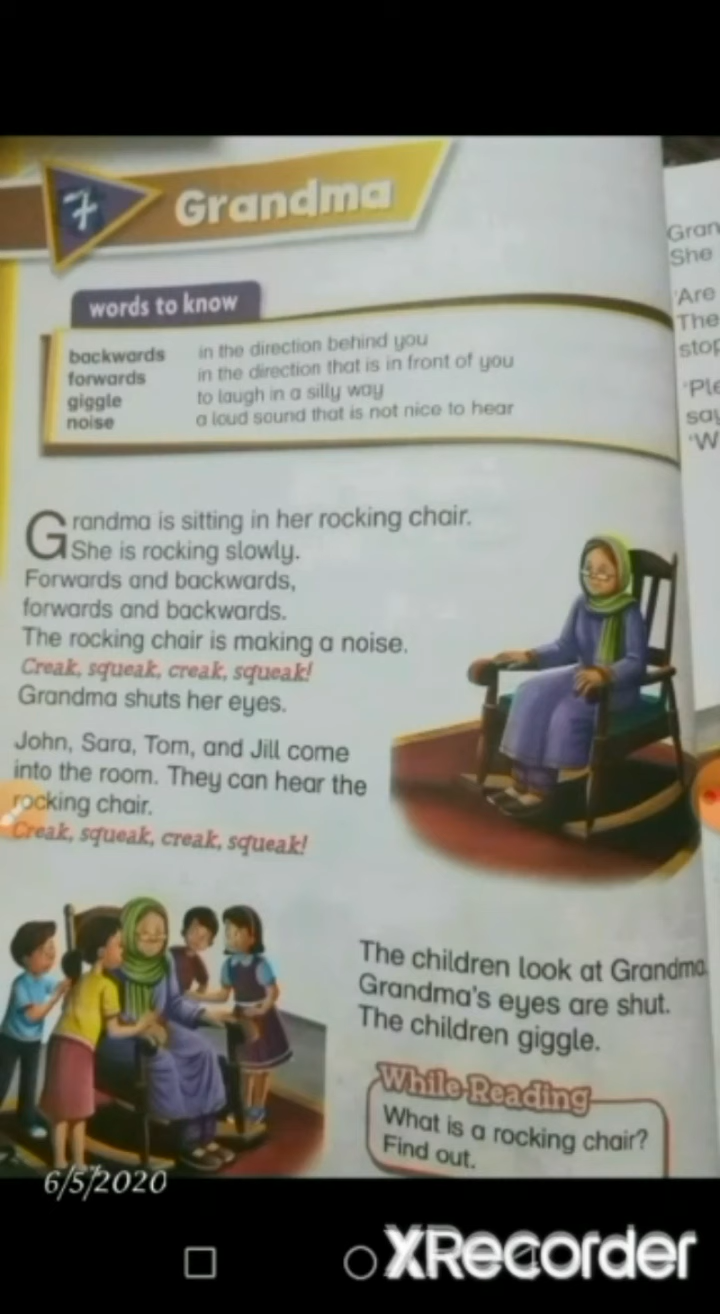 7
Grandma
words to know
backwards in the direction behind you
forwards in the direction that is in front of you
giggle to laugh in a silly way
noise a loud sound that is not nice to hear
Grandma is sitting in her rocking chair.
She is rocking slowly.
Forwards and backwards,
forwards and backwards.
The rocking chair is making a noise.
Creak, squeak, creak, squeak!
Grandma shuts her eyes.
John, Sara, Tom, and Jill come
into the room. They can hear the
rocking chair.
Creak, squeak, creak, squeak!
The children look at Grandma.
Grandma's eyes are shut.
The children giggle.
While Reading
What is a rocking chair?
Find out.
She
'Are
The
6/5/2020
XRecorder